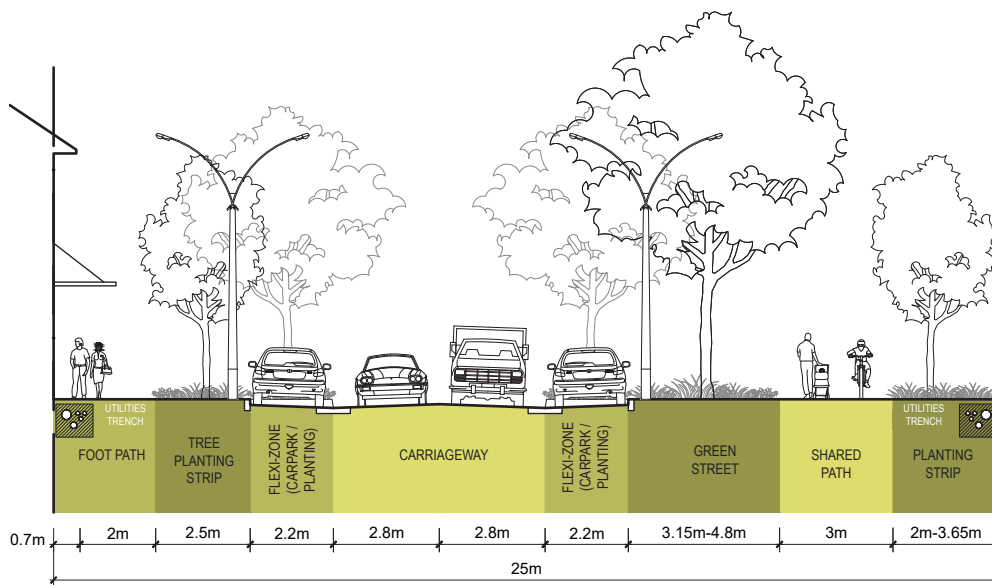 UTILITIES
TRENCH
FOOT PATH
TREE
PLANTING
STRIP
FLEXI-ZONE
(CARPARK /
PLANTING)
CARRIAGEWAY
FLEXI-ZONE
(CARPARK /
PLANTING)
GREEN
STREET
SHARED
PATH
UTILITIES
TRENCH
PLANTING
STRIP
0.7m
2m
2.5m
2.2m
2.8m
2.8m
2.2m
3.15m-4.8m
3m
2m-3.65m
25m